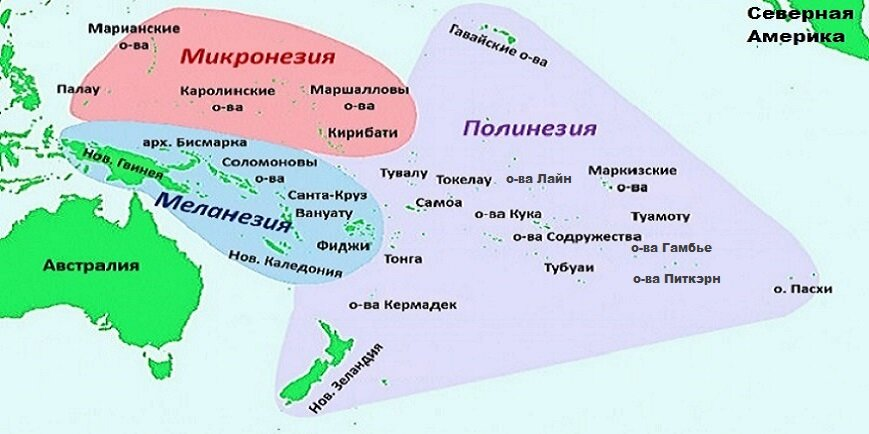 Северная
Америка
Марианские
о-ва
Гавайские о-ва
Микронезия
Палау
Каролинские
о-ва
Маршалловы
о-ва
Кирибати
Полинезия
арх. Бисмарка
Нов. Гвинея
Соломоновы
о-ва
Тувалу
Токелау
о-ва Лайн
Маркизские
о-ва
Санта-Круз
Меланезия
Вануату
Самоа
о-ва Кука
Туамоту
Фиджи
о-ва Содружества
о-ва Гамбье
Австралия
Нов. Каледония
Тонга
Тубуаи
о-ва Питкэрн
о. Пасхи
о-ва Кермадек
Нов. Зеландия